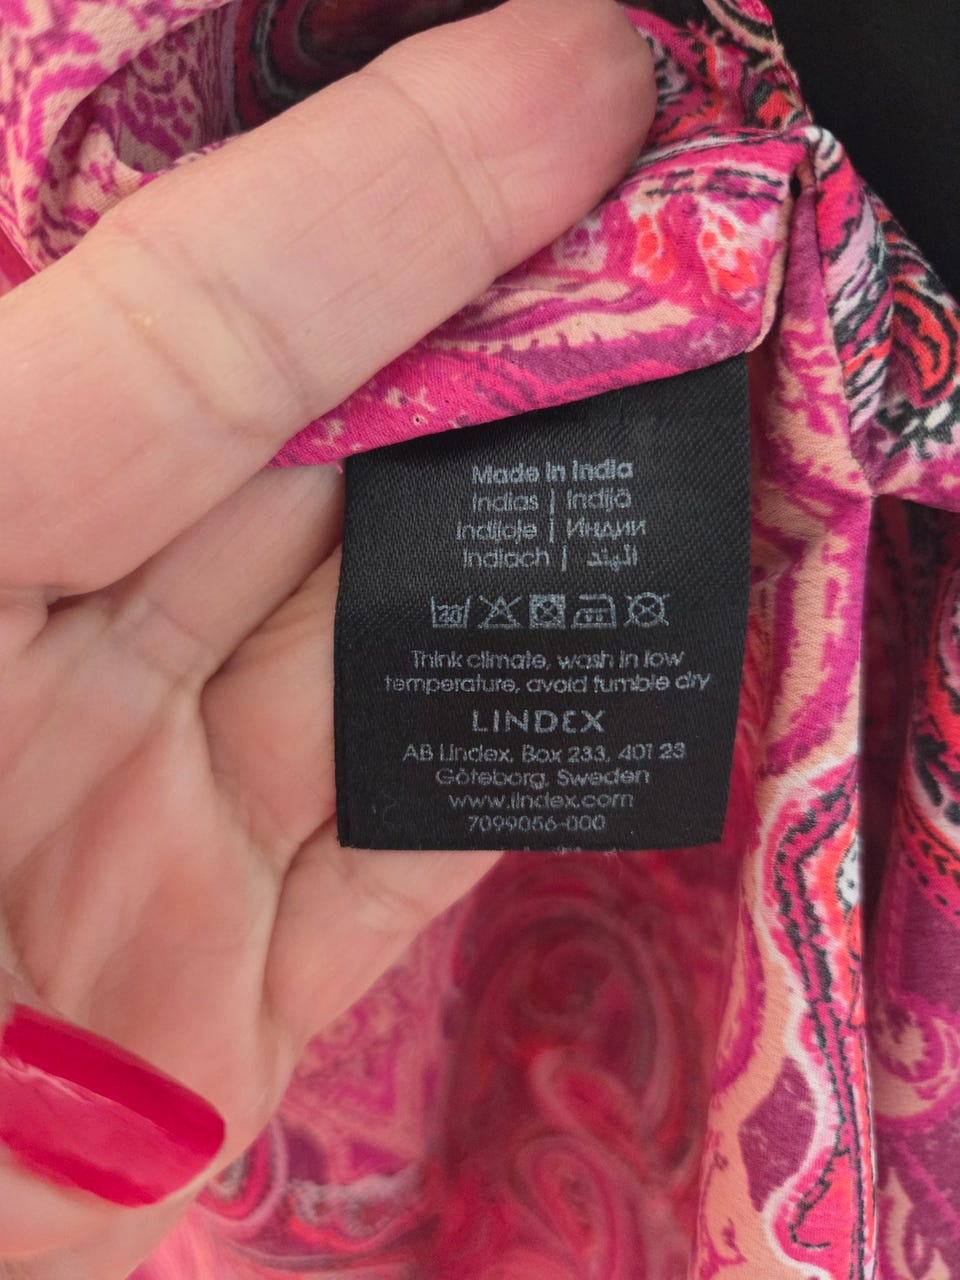 Made in India
Indias | Indijā
Indijoje | Индии
Indiach | الهند
40
Think climate, wash in low
temperature, avoid tumble dry
LINDEX
AB Lindex, Box 233, 401 23
Göteborg, Sweden
www.lindex.com
7099056-000